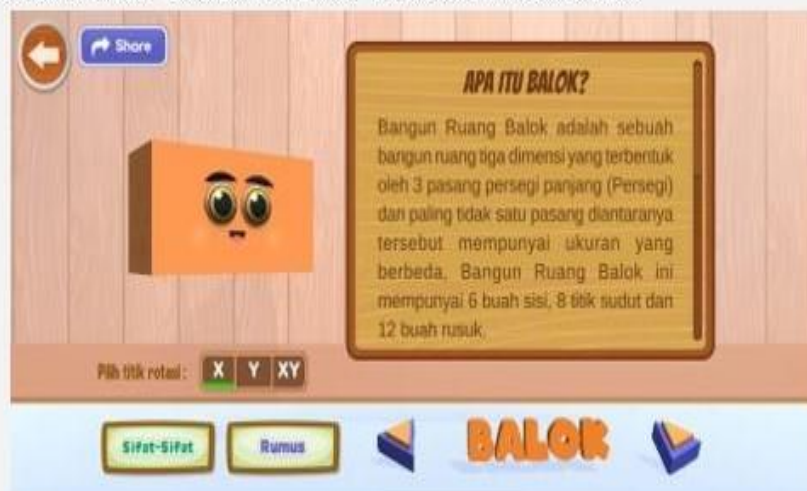 Share
APA ITU BALOK?
Bangun Ruang Balok adalah sebuah
bangun ruang tiga dimensi yang terbentuk
oleh 3 pasang persegi panjang (Persegi)
dan paling tidak satu pasang diantaranya
tersebut mempunyai ukuran yang
berbeda. Bangun Ruang Balok ini
mempunyai 6 buah sisi, 8 titik sudut dan
12 buah rusuk.
Pilih titik rotasi :
X Y XY
Sifat-Sifat
Rumus
BALOK